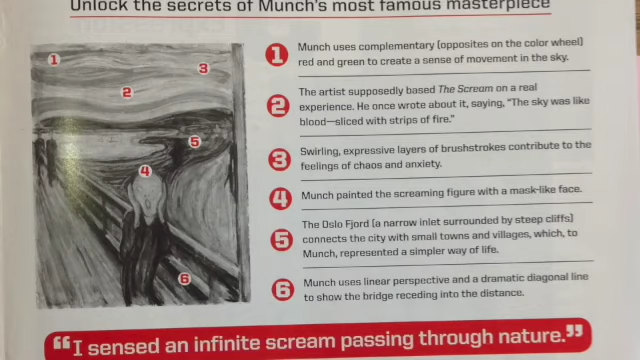 Unlock the secrets of Munch's most famous masterpiece
1
3
2
5
4
6
1
Munch uses complementary (opposites on the color wheel)
red and green to create a sense of movement in the sky.
2
The artist supposedly based The Scream on a real
experience. He once wrote about it, saying, "The sky was like
blood—sliced with strips of fire."
3
Swirling, expressive layers of brushstrokes contribute to the
feelings of chaos and anxiety.
4
Munch painted the screaming figure with a mask-like face.
5
The Oslo Fjord (a narrow inlet surrounded by steep cliffs)
connects the city with small towns and villages, which, to
Munch, represented a simpler way of life.
6
Munch uses linear perspective and a dramatic diagonal line
to show the bridge receding into the distance.
“I sensed an infinite scream passing through nature.”